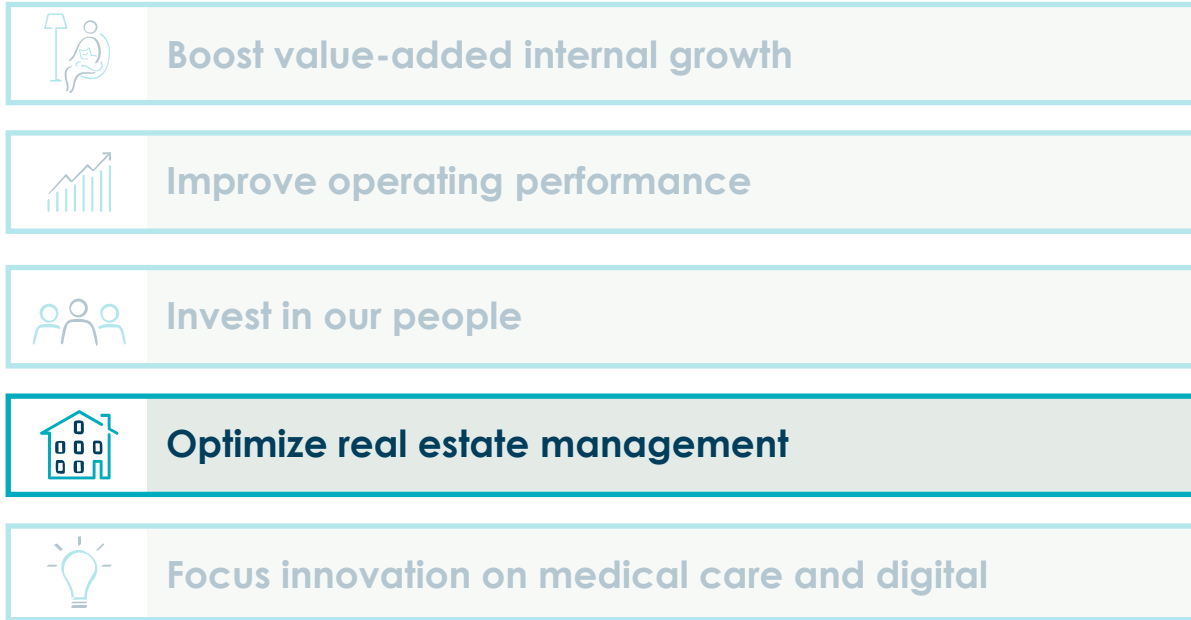 Boost value-added internal growth
Improve operating performance
Invest in our people
Optimize real estate management
Focus innovation on medical care and digital